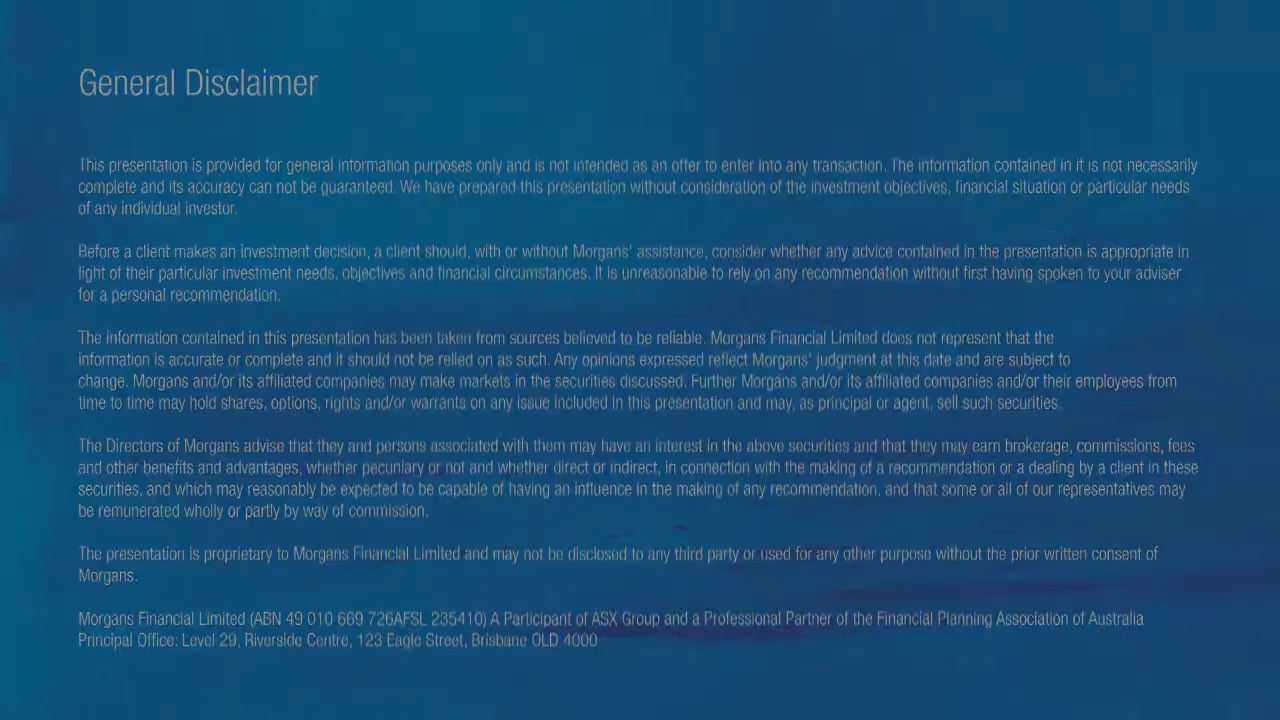 General Disclaimer
This presentation is provided for general information purposes only and is not intended as an offer to enter into any transaction. The information contained in it is not necessarily
complete and its accuracy can not be guaranteed. We have prepared this presentation without consideration of the investment objectives, financial situation or particular needs
of any individual investor.
Before a client makes an investment decision, a client should, with or without Morgans' assistance, consider whether any advice contained in the presentation is appropriate in
light of their particular investment needs, objectives and financial circumstances. It is unreasonable to rely on any recommendation without first having spoken to your adviser
for a personal recommendation.
The information contained in this presentation has been taken from sources believed to be reliable. Morgans Financial Limited does not represent that the
information is accurate or complete and it should not be relied on as such. Any opinions expressed reflect Morgans' judgment at this date and are subject to
change. Morgans and/or its affiliated companies may make markets in the securities discussed. Further Morgans and/or its affiliated companies and/or their employees from
time to time may hold shares, options, rights and/or warrants on any issue included in this presentation and may, as principal or agent, sell such securities.
The Directors of Morgans advise that they and persons associated with them may have an interest in the above securities and that they may earn brokerage, commissions, fees
and other benefits and advantages, whether pecuniary or not and whether direct or indirect, in connection with the making of a recommendation or a dealing by a client in these
securities, and which may reasonably be expected to be capable of having an influence in the making of any recommendation, and that some or all of our representatives may
be remunerated wholly or partly by way of commission.
The presentation is proprietary to Morgans Financial Limited and may not be disclosed to any third party or used for any other purpose without the prior written consent of
Morgans.
Morgans Financial Limited (ABN 49 010 669 726AFSL 235410) A Participant of ASX Group and a Professional Partner of the Financial Planning Association of Australia
Principal Office: Level 29, Riverside Centre, 123 Eagle Street, Brisbane QLD 4000